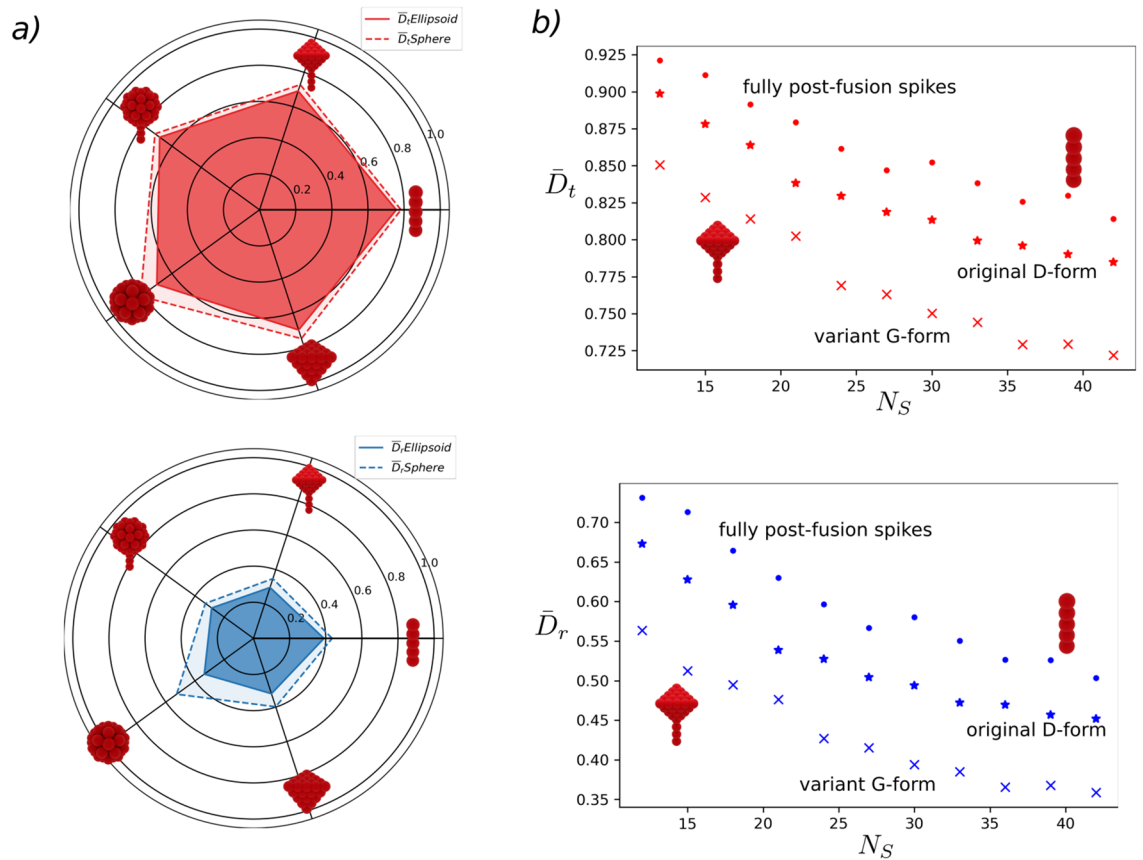 a)
D̅ₜEllipsoid
D̅ₜSphere
1.0
0.8
0.6
0.4
0.2
D̅ᵣEllipsoid
D̅ᵣSphere
1.0
0.8
0.6
0.4
0.2
b)
0.925
0.900
0.875
0.850
0.825
0.800
0.775
0.750
0.725
D̄ₜ
fully post-fusion spikes
original D-form
variant G-form
15 20 25 30 35 40
N_S
0.70
0.65
0.60
0.55
0.50
0.45
0.40
0.35
D̄ᵣ
fully post-fusion spikes
original D-form
variant G-form
15 20 25 30 35 40
N_S